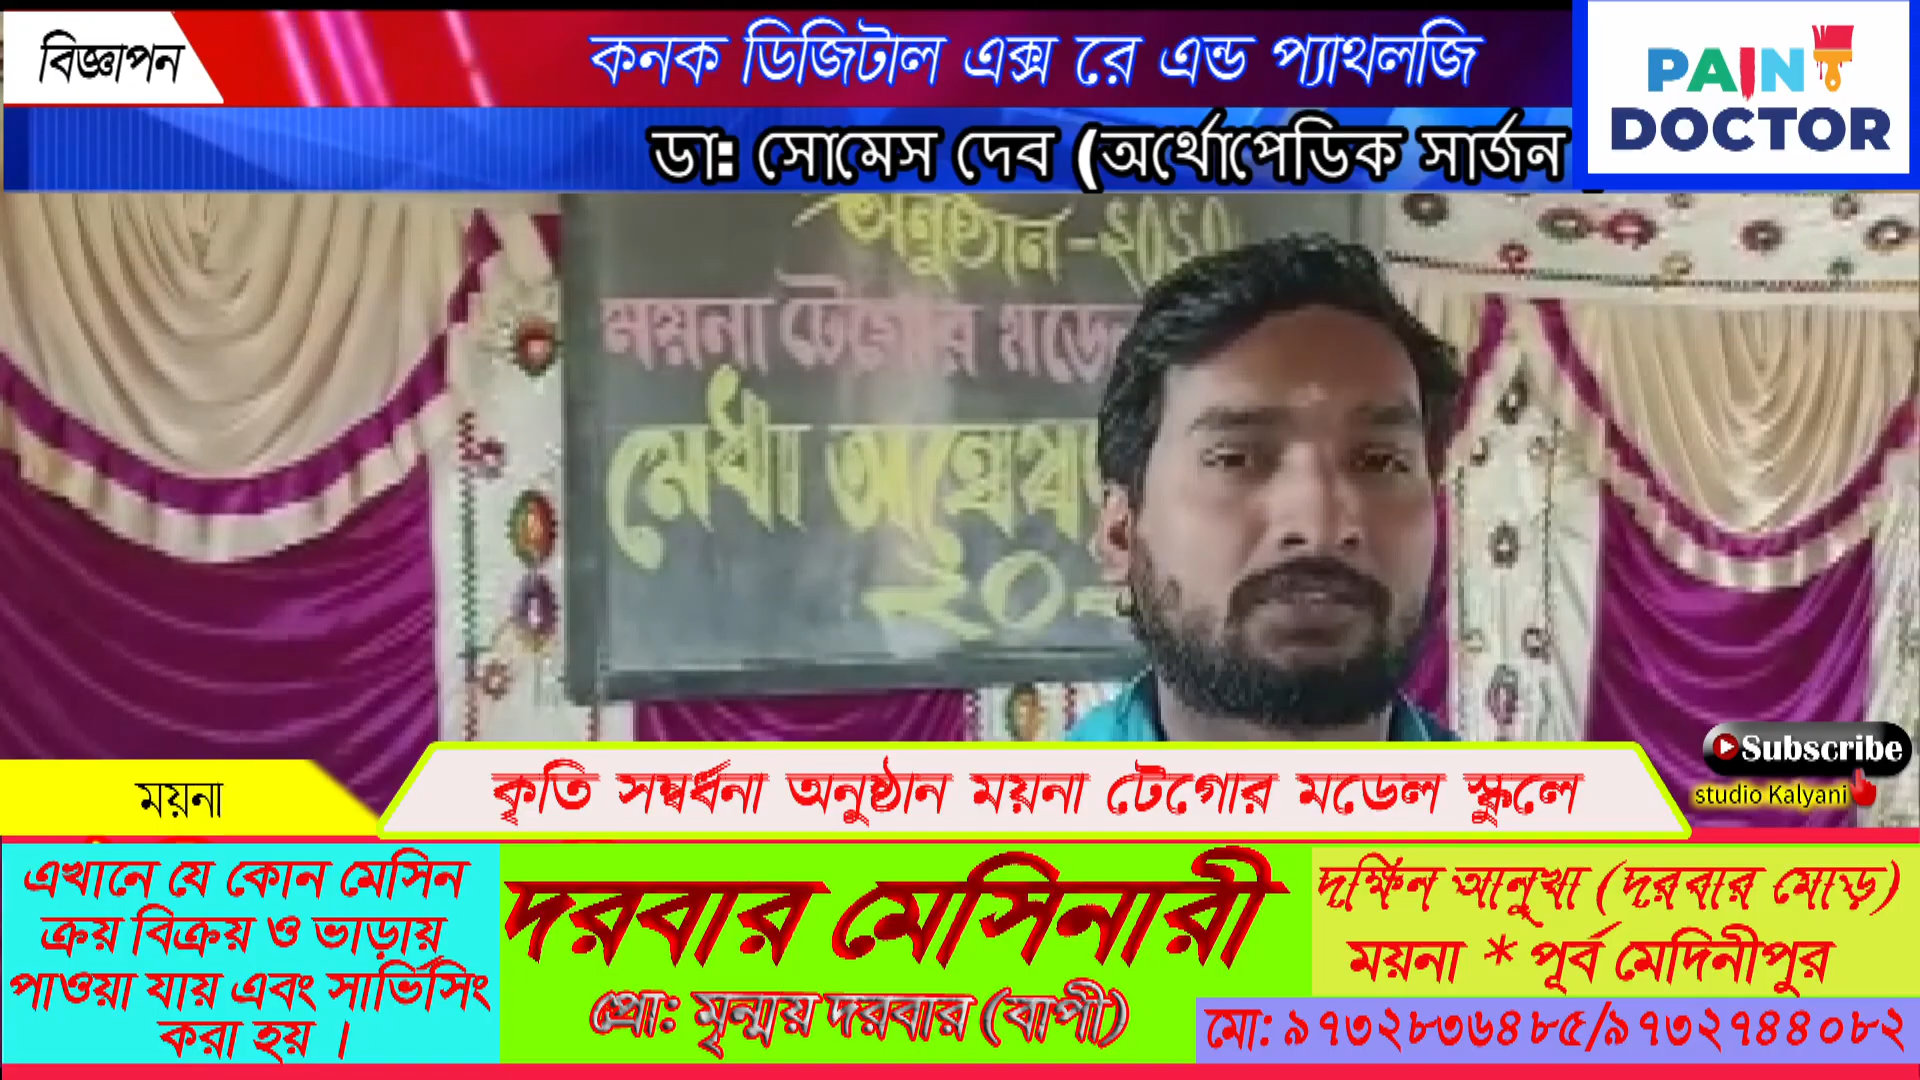 বিজ্ঞাপন
কনক ডিজিটাল এক্স রে এন্ড প্যাথলজি
PAINT
DOCTOR
ডা: সোমেস দেব (অর্থোপেডিক সার্জন
অনুষ্ঠান-২০১০
ময়না টেগোর মডেল
মেধা অন্বেষণ
২০
Subscribe
studio Kalyani
ময়না
কৃতি সম্বর্ধনা অনুষ্ঠান ময়না টেগোর মডেল স্কুলে
এখানে যে কোন মেসিন
ক্রয় বিক্রয় ও ভাড়ায়
পাওয়া যায় এবং সার্ভিসিং
করা হয় ।
দরবার মেসিনারী
প্রো: মৃন্ময় দরবার (বাপী)
দক্ষিন আনুখা (দরবার মোড়)
ময়না * পূর্ব মেদিনীপুর
মো: ৯৭৩২৮৩৬৪৮৫/৯৭৩২৭৪৪০৮২